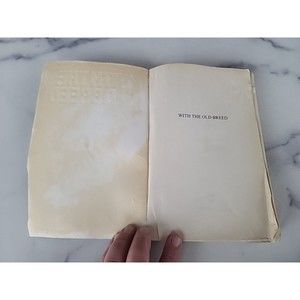 WITH THE OLD BREED